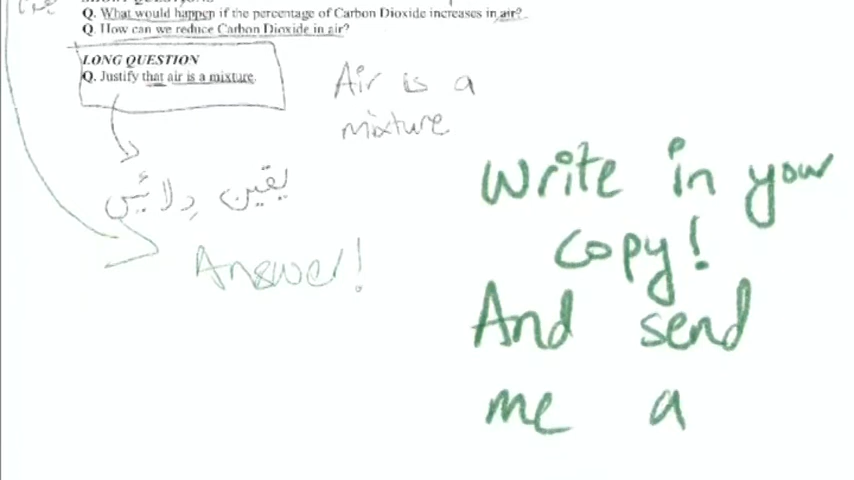 Q. What would happen if the percentage of Carbon Dioxide increases in air?
Q. How can we reduce Carbon Dioxide in air?
LONG QUESTION
Q. Justify that air is a mixture.
Air is a
mixture
یقین دِلائیں
Answer!
Write in your
copy!
And send
me a